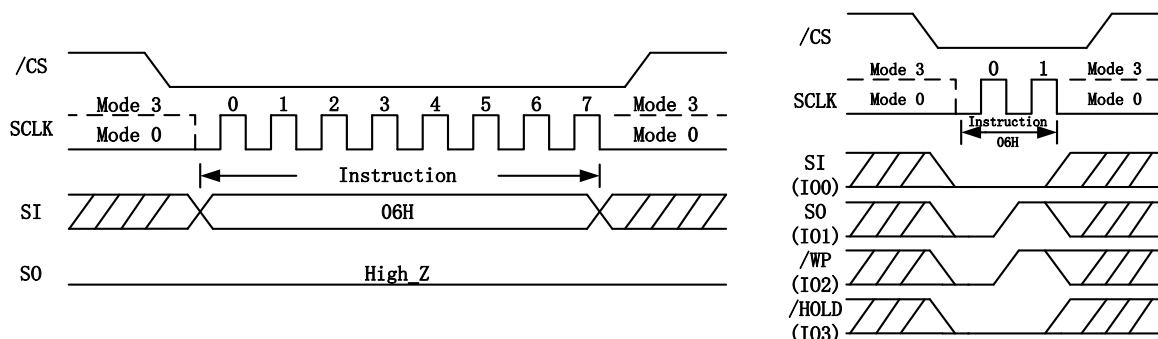 /CS
Mode 3 0 1 2 3 4 5 6 7 Mode 3
SCLK
Mode 0 Mode 0
Instruction
SI 06H
SO High_Z
/CS
Mode 3 0 1 Mode 3
SCLK Mode 0 Mode 0
Instruction
06H
SI
(IO0)
SO
(IO1)
/WP
(IO2)
/HOLD
(IO3)